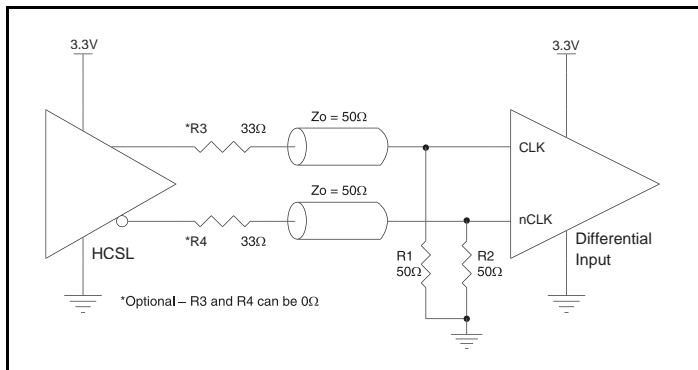 3.3V
3.3V
*R3 33Ω
Zo = 50Ω
CLK
Zo = 50Ω
nCLK
*R4 33Ω
HCSL
R1
50Ω
R2
50Ω
Differential
Input
*Optional – R3 and R4 can be 0Ω